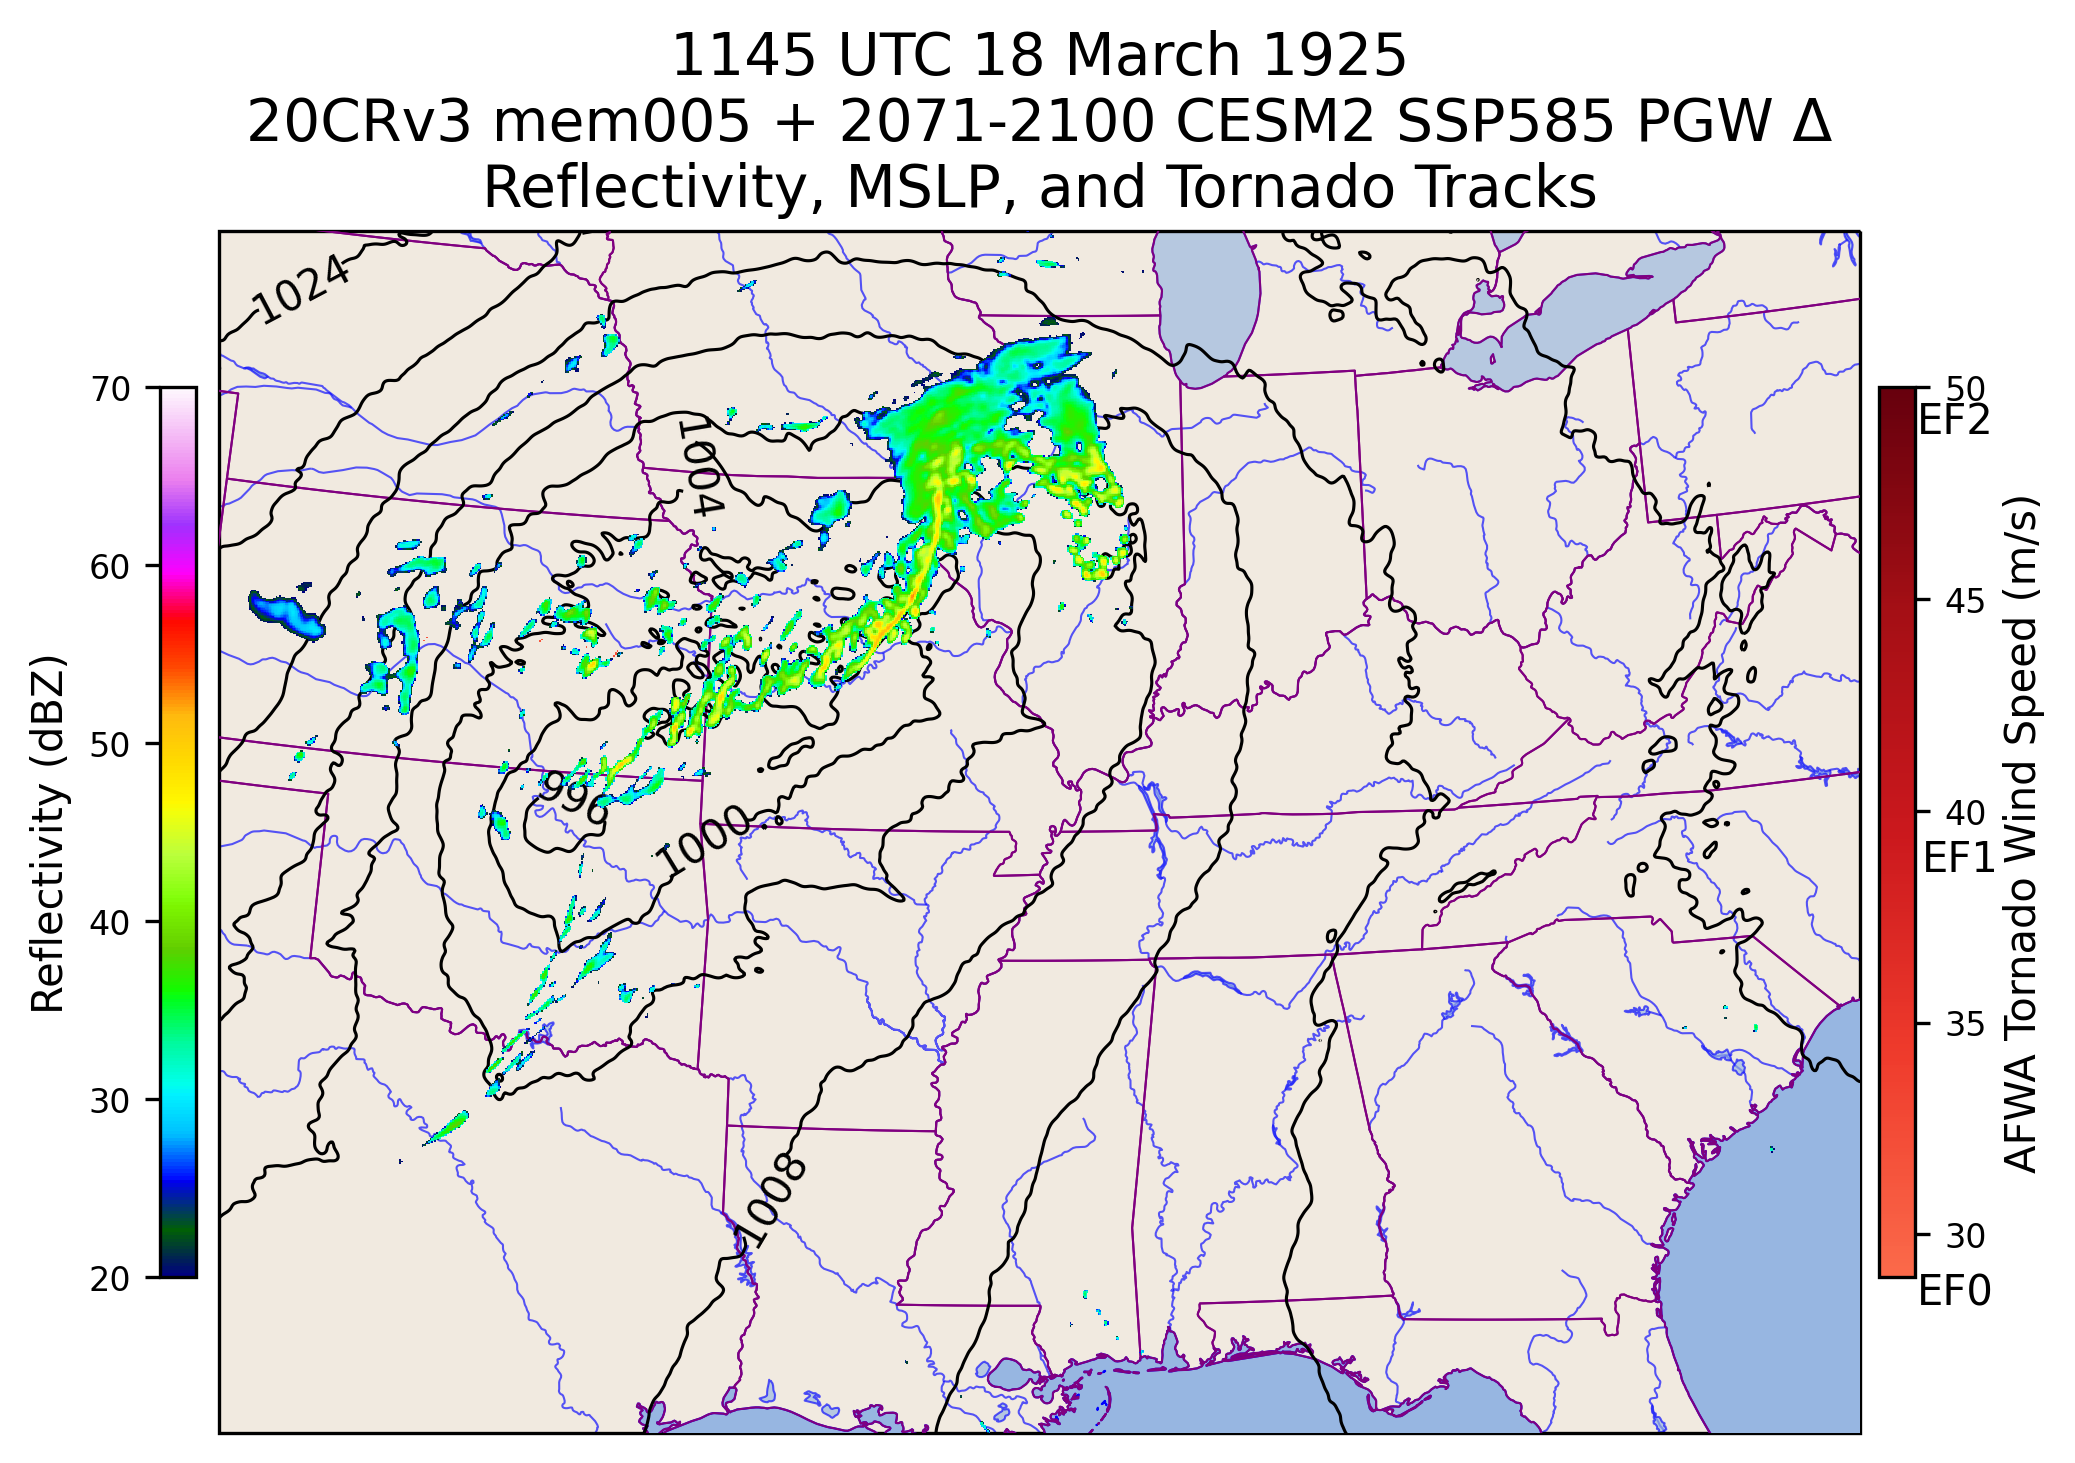 1145 UTC 18 March 1925
20CRv3 mem005 + 2071-2100 CESM2 SSP585 PGW Δ
Reflectivity, MSLP, and Tornado Tracks
Reflectivity (dBZ)
70
60
50
40
30
20
1024
1004
1004
996
1000
1008
50
EF2
45
40
EF1
35
30
EF0
AFWA Tornado Wind Speed (m/s)